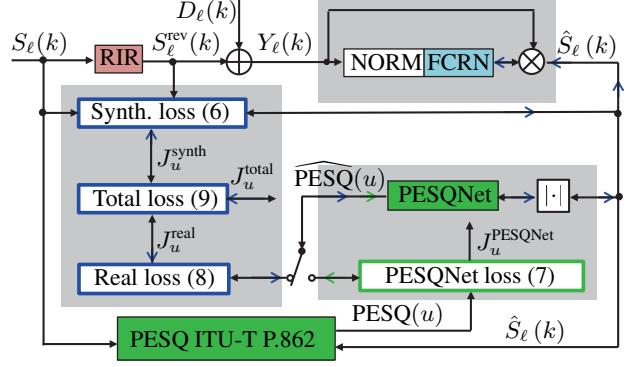 D_ℓ(k)
S_ℓ(k) RIR S_ℓ^rev(k) Y_ℓ(k) NORM FCRN Ŝ_ℓ(k)
Synth. loss (6)
J_u^synth
J_u^total
Total loss (9)
J_u^real
Real loss (8)
\widehat{PESQ}(u) PESQNet |·|
J_u^PESQNet
PESQNet loss (7)
PESQ(u)
PESQ ITU-T P.862
Ŝ_ℓ(k)